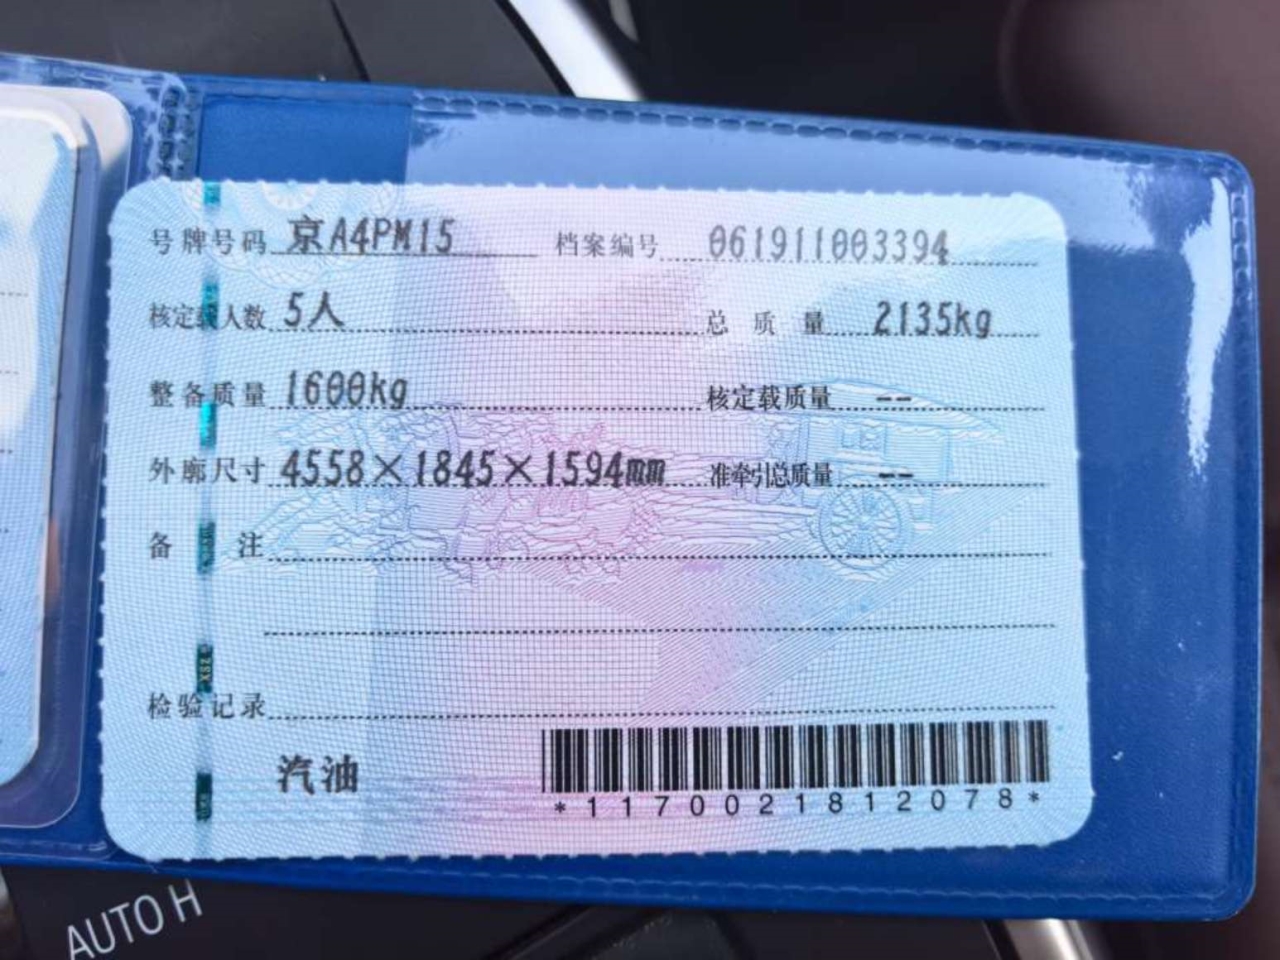 号牌号码 京A4PM15 档案编号 061911003394
核定载人数 5人 总质量 2135kg
整备质量 1600kg 核定载质量 --
外廓尺寸 4558×1845×1594mm 准牵引总质量 --
备注
检验记录
汽油
*1170021812078*
AUTO H